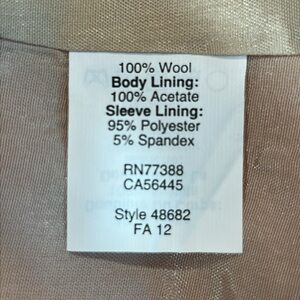 100% Wool
Body Lining:
100% Acetate
Sleeve Lining:
95% Polyester
5% Spandex
RN77388
CA56445
Style 48682
FA 12